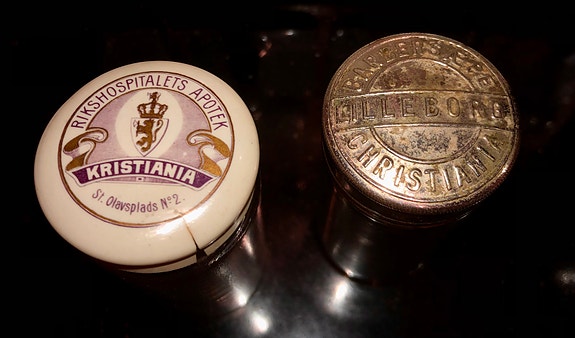 RIKSHOSPITALETS APOTEK
KRISTIANIA
St. Olavsplads No 2.
LILLEBORG
CHRISTIANIA